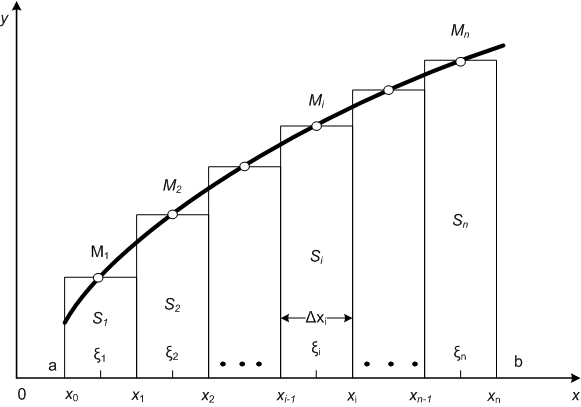 y
Mₙ
Mᵢ
M₂
M₁
Sₙ
Sᵢ
S₁ S₂
Δxᵢ
a ξ₁ ξ₂ • • • ξᵢ • • • ξₙ b
0 x₀ x₁ x₂ xᵢ₋₁ xᵢ xₙ₋₁ xₙ x